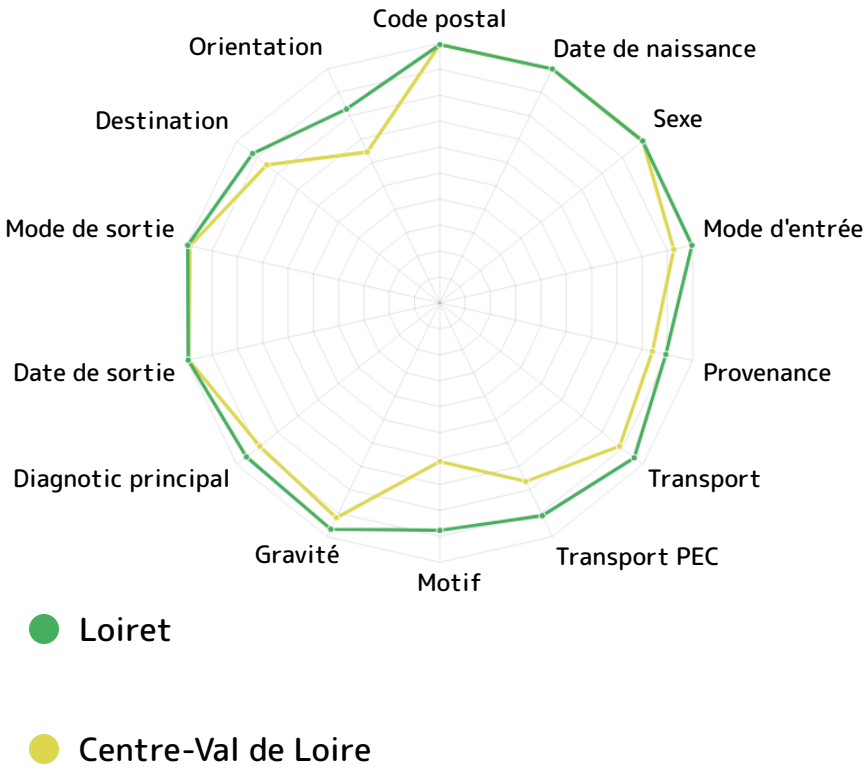 Code postal
Orientation
Date de naissance
Destination
Sexe
Mode de sortie
Mode d'entrée
Date de sortie
Provenance
Diagnotic principal
Transport
Gravité
Transport PEC
Motif
Loiret
Centre-Val de Loire